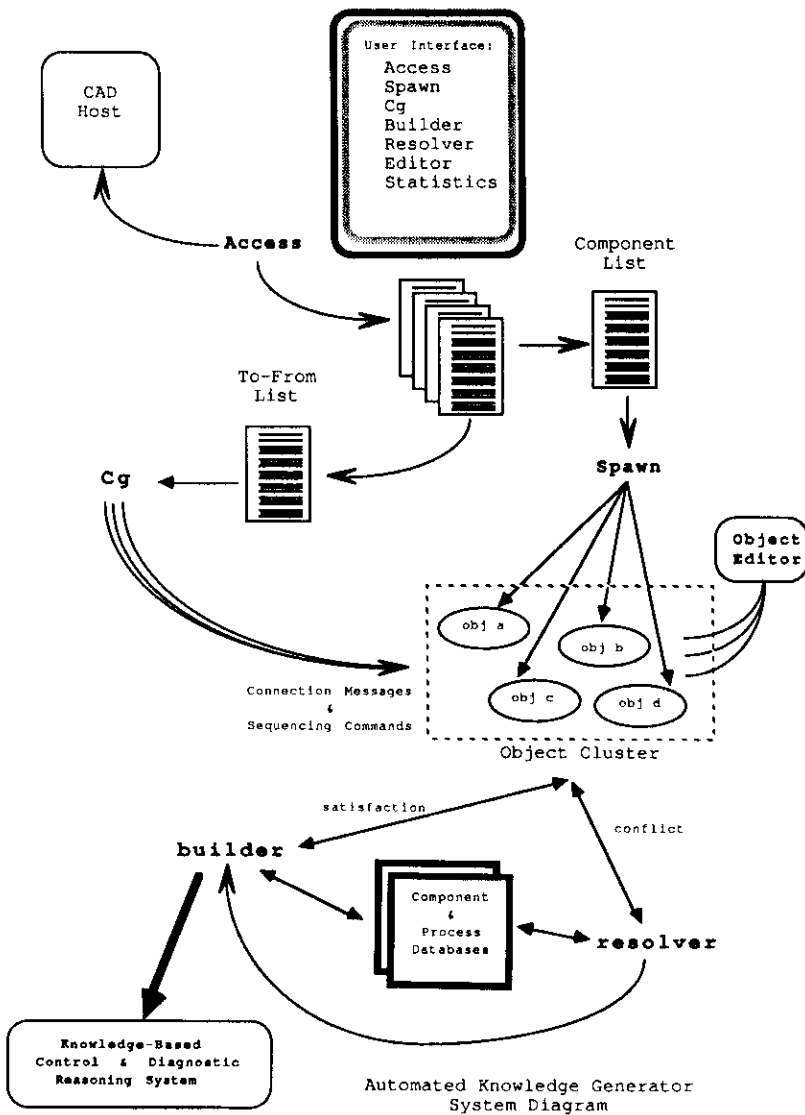 User Interface:
Access
Spawn
Cg
Builder
Resolver
Editor
Statistics
CAD
Host
Access
Component
List
To-From
List
Cg
Spawn
Object
Editor
obj a
obj b
obj c
obj d
Connection Messages
&
Sequencing Commands
Object Cluster
satisfaction
conflict
builder
Component
&
Process
Databases
resolver
Knowledge-Based
Control & Diagnostic
Reasoning System
Automated Knowledge Generator
System Diagram